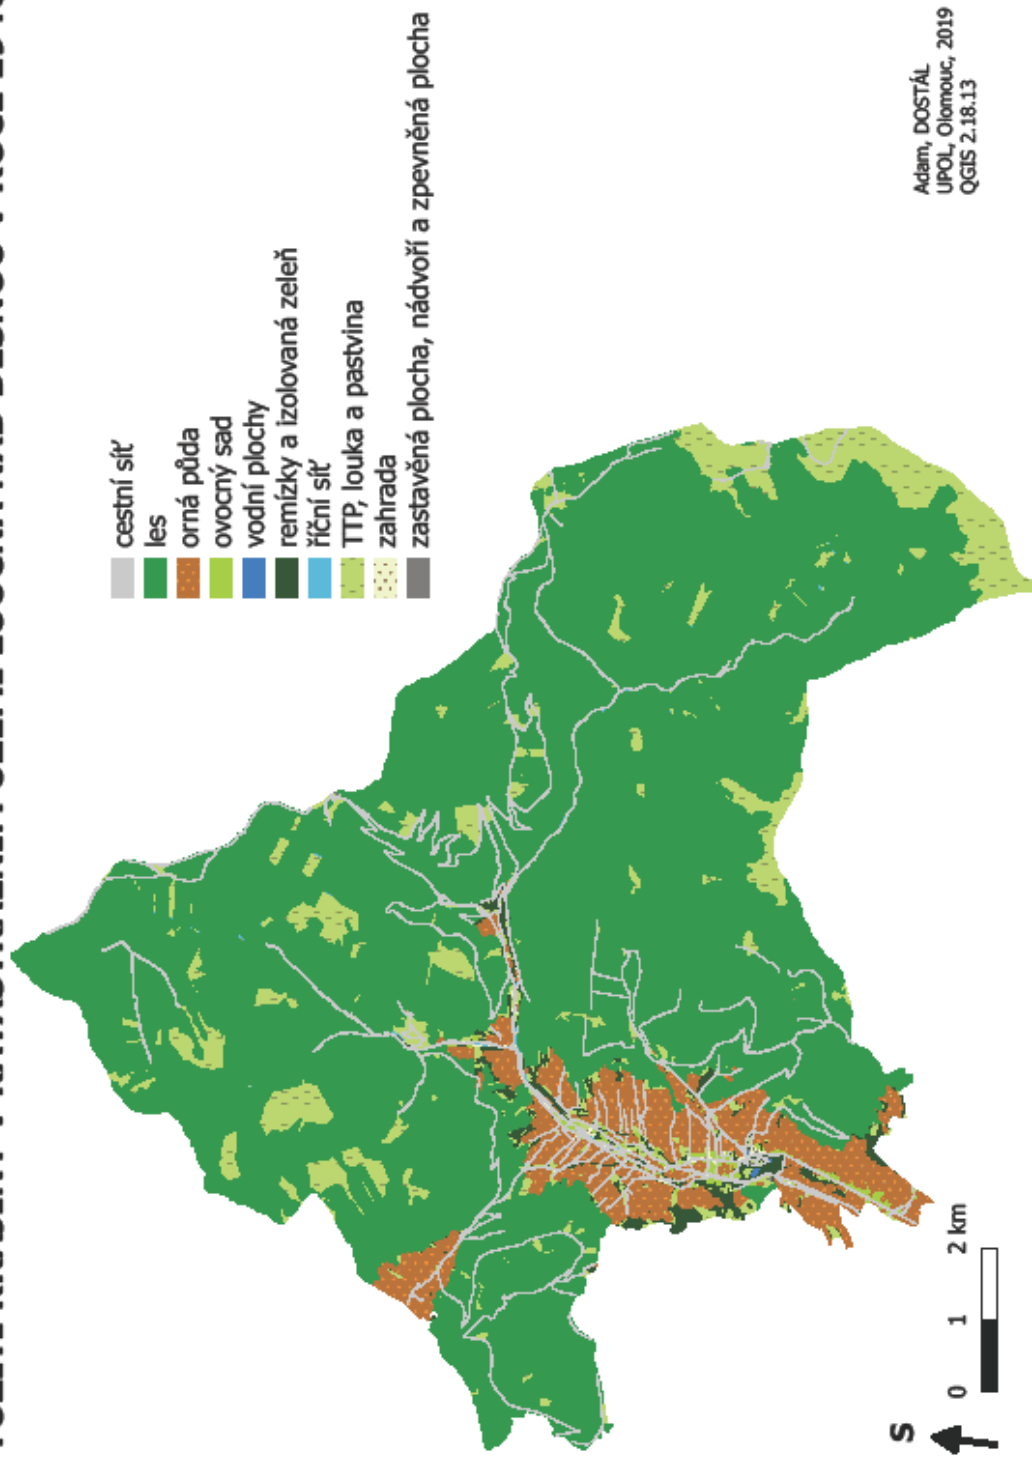 cestní síť
les
orná půda
ovocný sad
vodní plochy
remízky a izolovaná zeleň
říční síť
TTP, louka a pastvina
zahrada
zastavěná plocha, nádvoří a zpevněná plocha
S
0 1 2 km
Adam, DOSTÁL
UPOL, Olomouc, 2019
QGIS 2.18.13